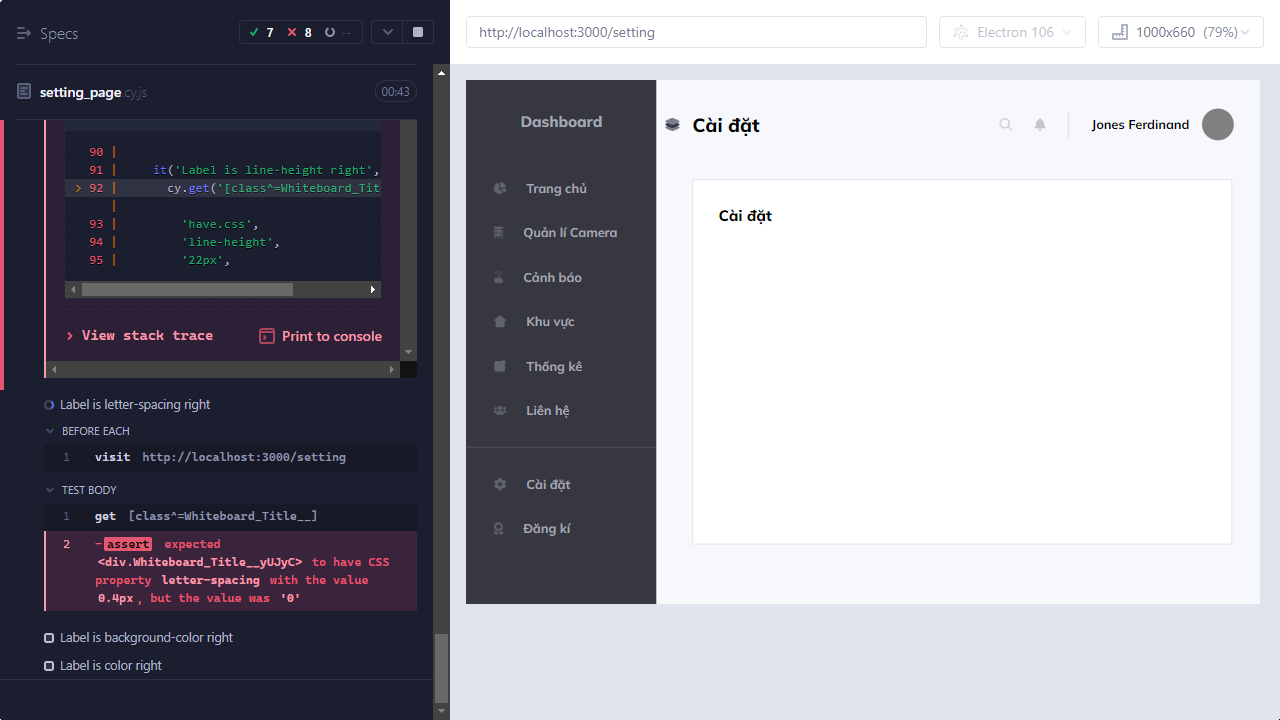 Specs
7
8
--
http://localhost:3000/setting
Electron 106
1000x660 (79%)
setting_page.cy.js
00:43
90 |
91 | it('Label is line-height right',
> 92 | cy.get('[class^=Whiteboard_Tit
|
93 | 'have.css',
94 | 'line-height',
95 | '22px',
> View stack trace
Print to console
Label is letter-spacing right
BEFORE EACH
1 visit http://localhost:3000/setting
TEST BODY
1 get [class^=Whiteboard_Title__]
2 -assert expected
<div.Whiteboard_Title__yUJyC> to have CSS
property letter-spacing with the value
0.4px, but the value was '0'
Label is background-color right
Label is color right
Dashboard
Trang chủ
Quản lí Camera
Cảnh báo
Khu vực
Thống kê
Liên hệ
Cài đặt
Đăng kí
Cài đặt
Jones Ferdinand
Cài đặt